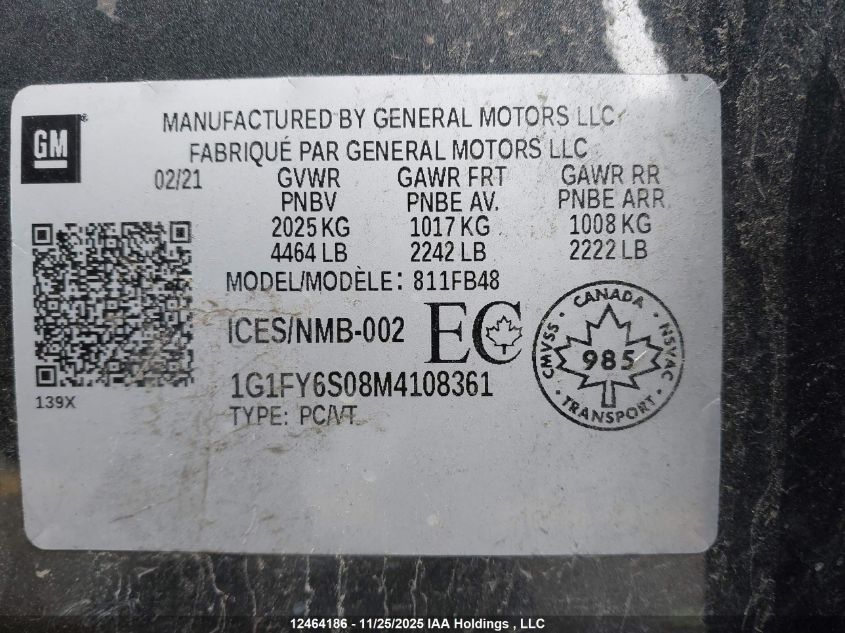 GM®
MANUFACTURED BY GENERAL MOTORS LLC
FABRIQUÉ PAR GENERAL MOTORS LLC
02/21
GVWR GAWR FRT GAWR RR
PNBV PNBE AV. PNBE ARR
2025 KG 1017 KG 1008 KG
4464 LB 2242 LB 2222 LB
MODEL/MODÈLE: 811FB48
ICES/NMB-002 EC
1G1FY6S08M4108361
TYPE: PC/VT
139X
CANADA
CMVSS 985 NSVAC
TRANSPORT
12464186 - 11/25/2025 IAA Holdings , LLC